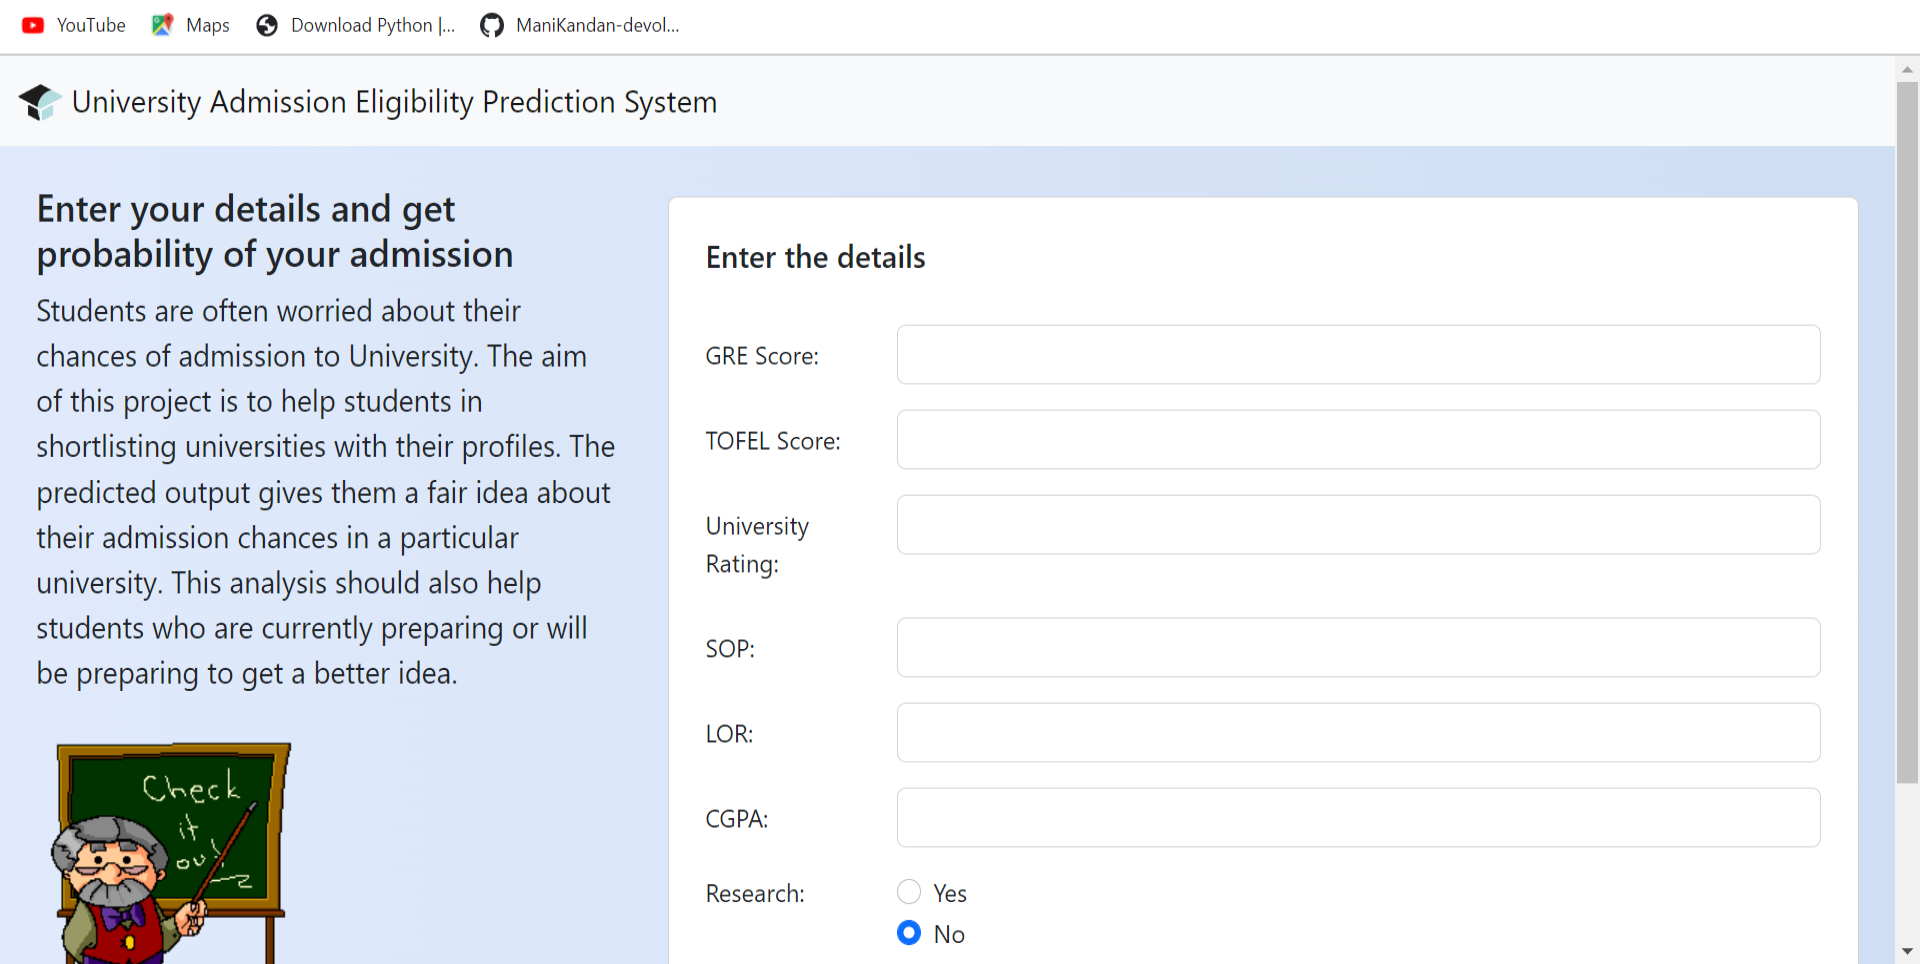 YouTube
Maps
Download Python |...
ManiKandan-devol...
University Admission Eligibility Prediction System
Enter your details and get
probability of your admission
Students are often worried about their
chances of admission to University. The aim
of this project is to help students in
shortlisting universities with their profiles. The
predicted output gives them a fair idea about
their admission chances in a particular
university. This analysis should also help
students who are currently preparing or will
be preparing to get a better idea.
Check
it
out!
Enter the details
GRE Score:
TOFEL Score:
University
Rating:
SOP:
LOR:
CGPA:
Research:
Yes
No